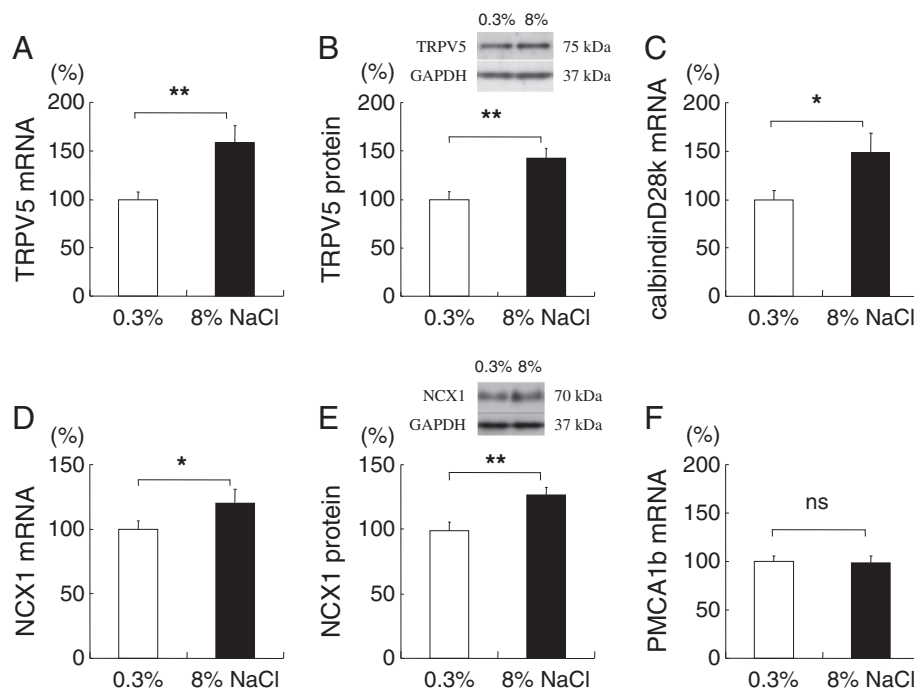 A
(%)
TRPV5 mRNA
200
150
100
50
0
**
0.3% 8% NaCl
B
(%)
TRPV5 protein
200
150
100
50
0
0.3% 8%
TRPV5 75 kDa
GAPDH 37 kDa
**
0.3% 8% NaCl
C
(%)
calbindinD28k mRNA
200
150
100
50
0
*
0.3% 8% NaCl
D
(%)
NCX1 mRNA
150
100
50
0
*
0.3% 8% NaCl
E
(%)
NCX1 protein
150
100
50
0
0.3% 8%
NCX1 70 kDa
GAPDH 37 kDa
**
0.3% 8% NaCl
F
(%)
PMCA1b mRNA
200
150
100
50
0
ns
0.3% 8% NaCl